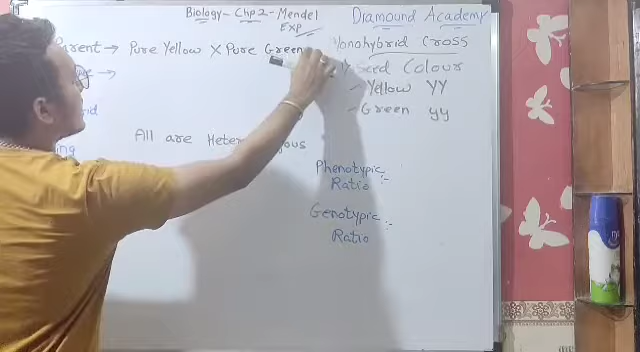 Biology - Chp 2 - Mendel
Exp
Diamound Academy
Parent → Pure Yellow X Pure Green
Monohybrid Cross
Seed Colour
→
- Yellow YY
- Green yy
All are
Phenotypic
Ratio :-
Genotypic
Ratio :-